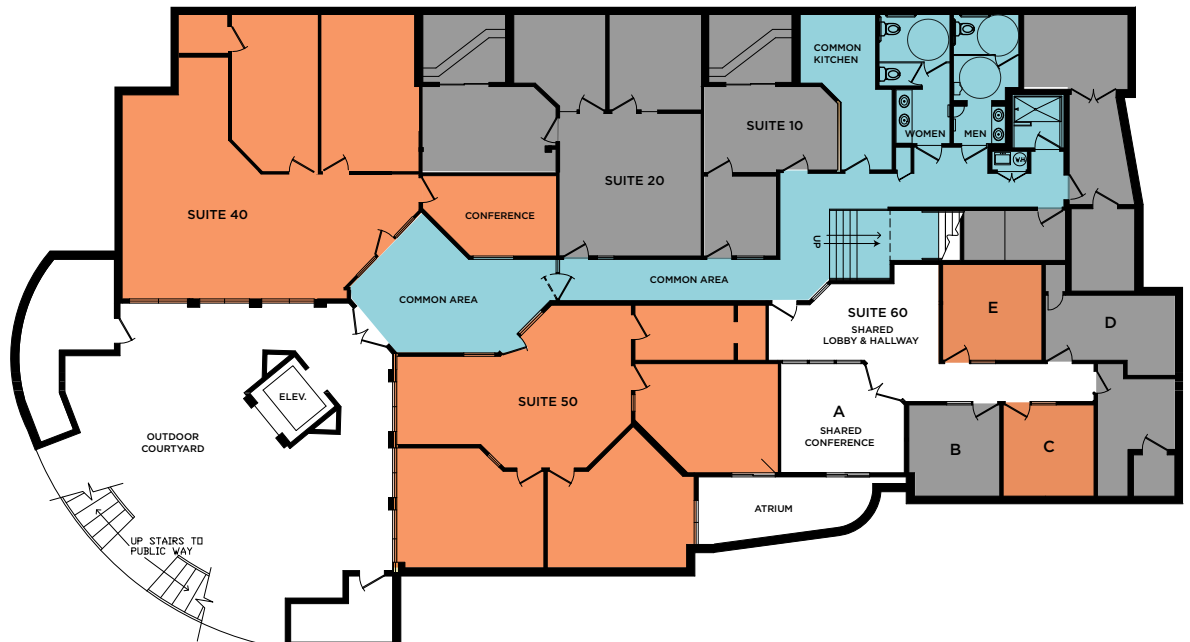 COMMON
KITCHEN
SUITE 10
WOMEN
MEN
WH
SUITE 20
SUITE 40
CONFERENCE
UP
COMMON AREA
COMMON AREA
SUITE 60
SHARED
LOBBY & HALLWAY
E
D
ELEV.
SUITE 50
A
SHARED
CONFERENCE
B
C
OUTDOOR
COURTYARD
ATRIUM
UP STAIRS TO
PUBLIC WAY